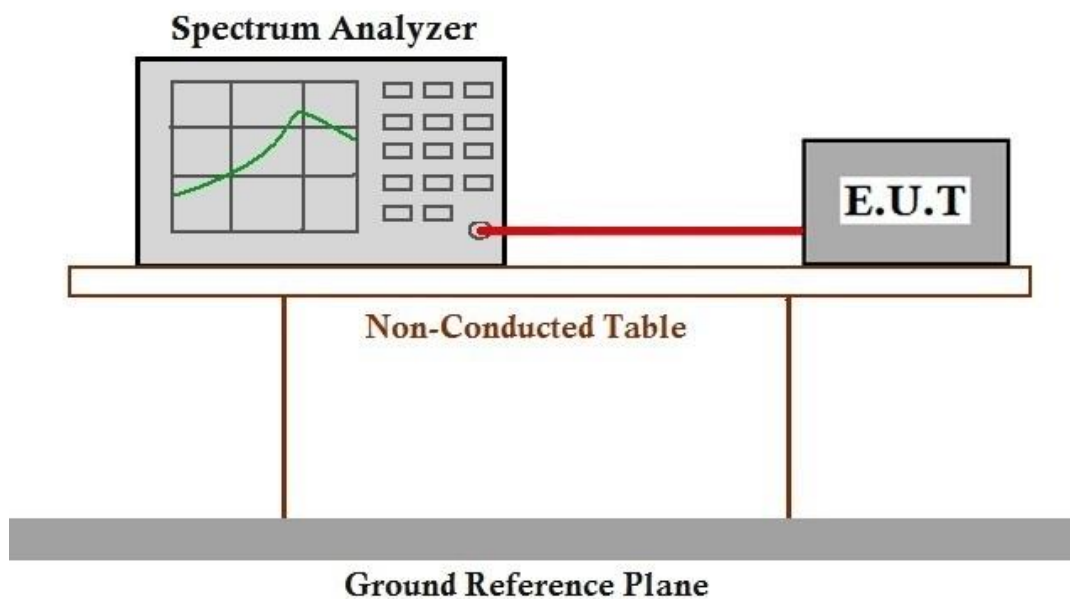 Spectrum Analyzer
E.U.T
Non-Conducted Table
Ground Reference Plane